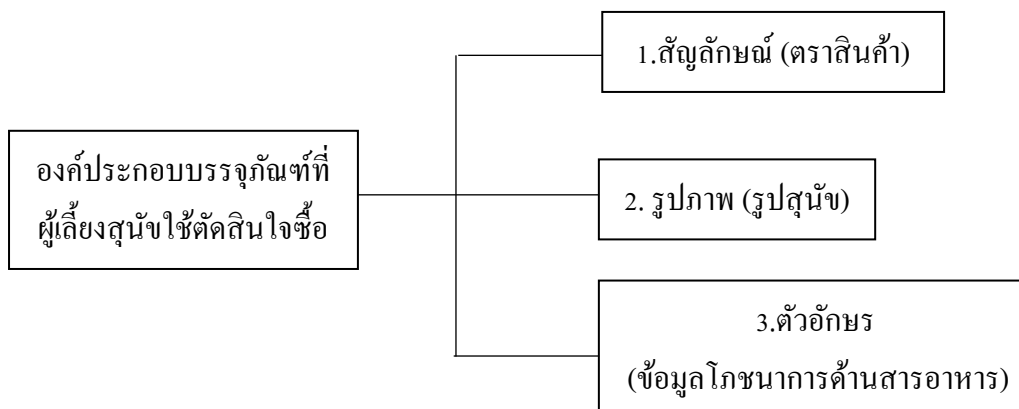 1.สัญลักษณ์ (ตราสินค้า)
องค์ประกอบบรรจุภัณฑ์ที่
ผู้เลี้ยงสุนัขใช้ตัดสินใจซื้อ
2. รูปภาพ (รูปสุนัข)
3.ตัวอักษร
(ข้อมูลโภชนาการด้านสารอาหาร)